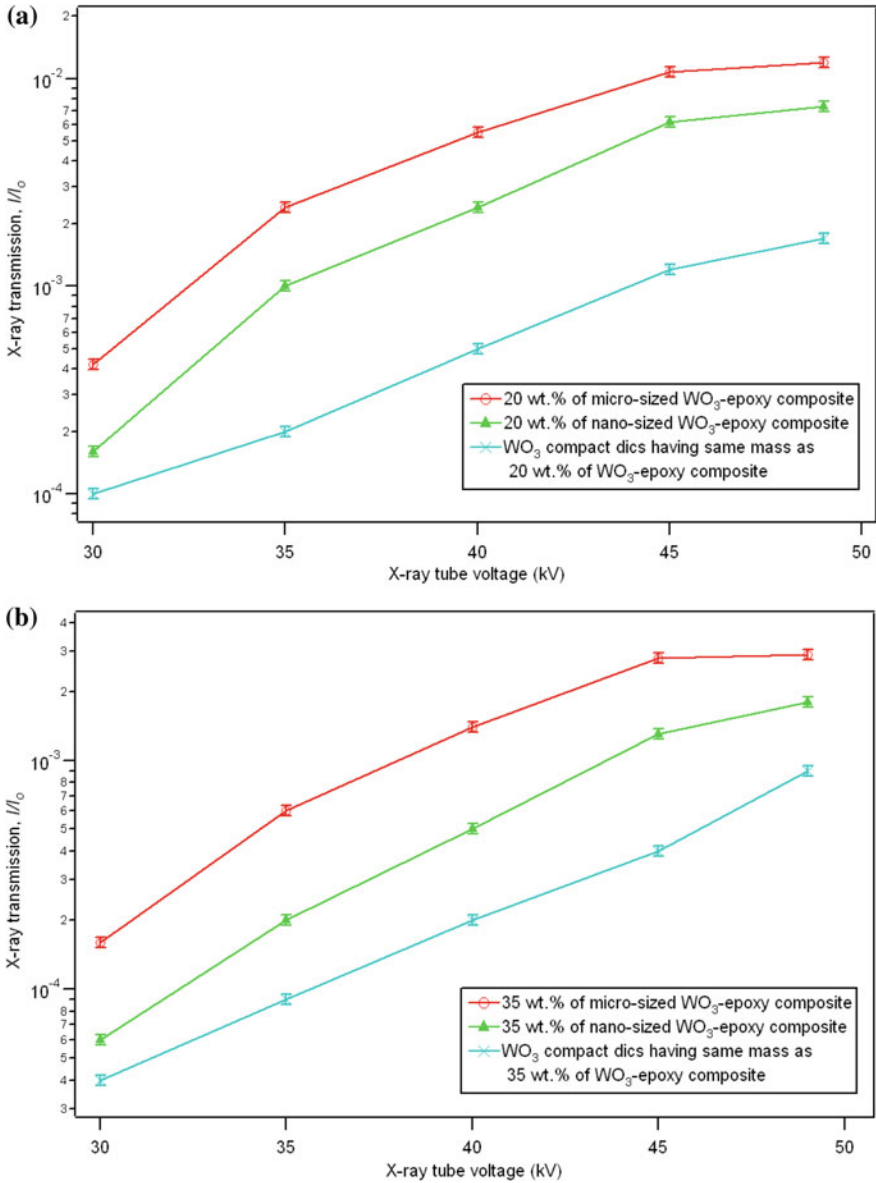 (a)
2
10⁻²
7
6
5
4
3
2
10⁻³
7
6
5
4
3
2
10⁻⁴
X-ray transmission, I/Iₒ
20 wt.% of micro-sized WO₃-epoxy composite
20 wt.% of nano-sized WO₃-epoxy composite
WO₃ compact dics having same mass as
20 wt.% of WO₃-epoxy composite
30 35 40 45 50
X-ray tube voltage (kV)
(b)
4
3
2
10⁻³
8
7
6
5
4
3
2
10⁻⁴
8
7
6
5
4
3
X-ray transmission, I/Iₒ
35 wt.% of micro-sized WO₃-epoxy composite
35 wt.% of nano-sized WO₃-epoxy composite
WO₃ compact dics having same mass as
35 wt.% of WO₃-epoxy composite
30 35 40 45 50
X-ray tube voltage (kV)